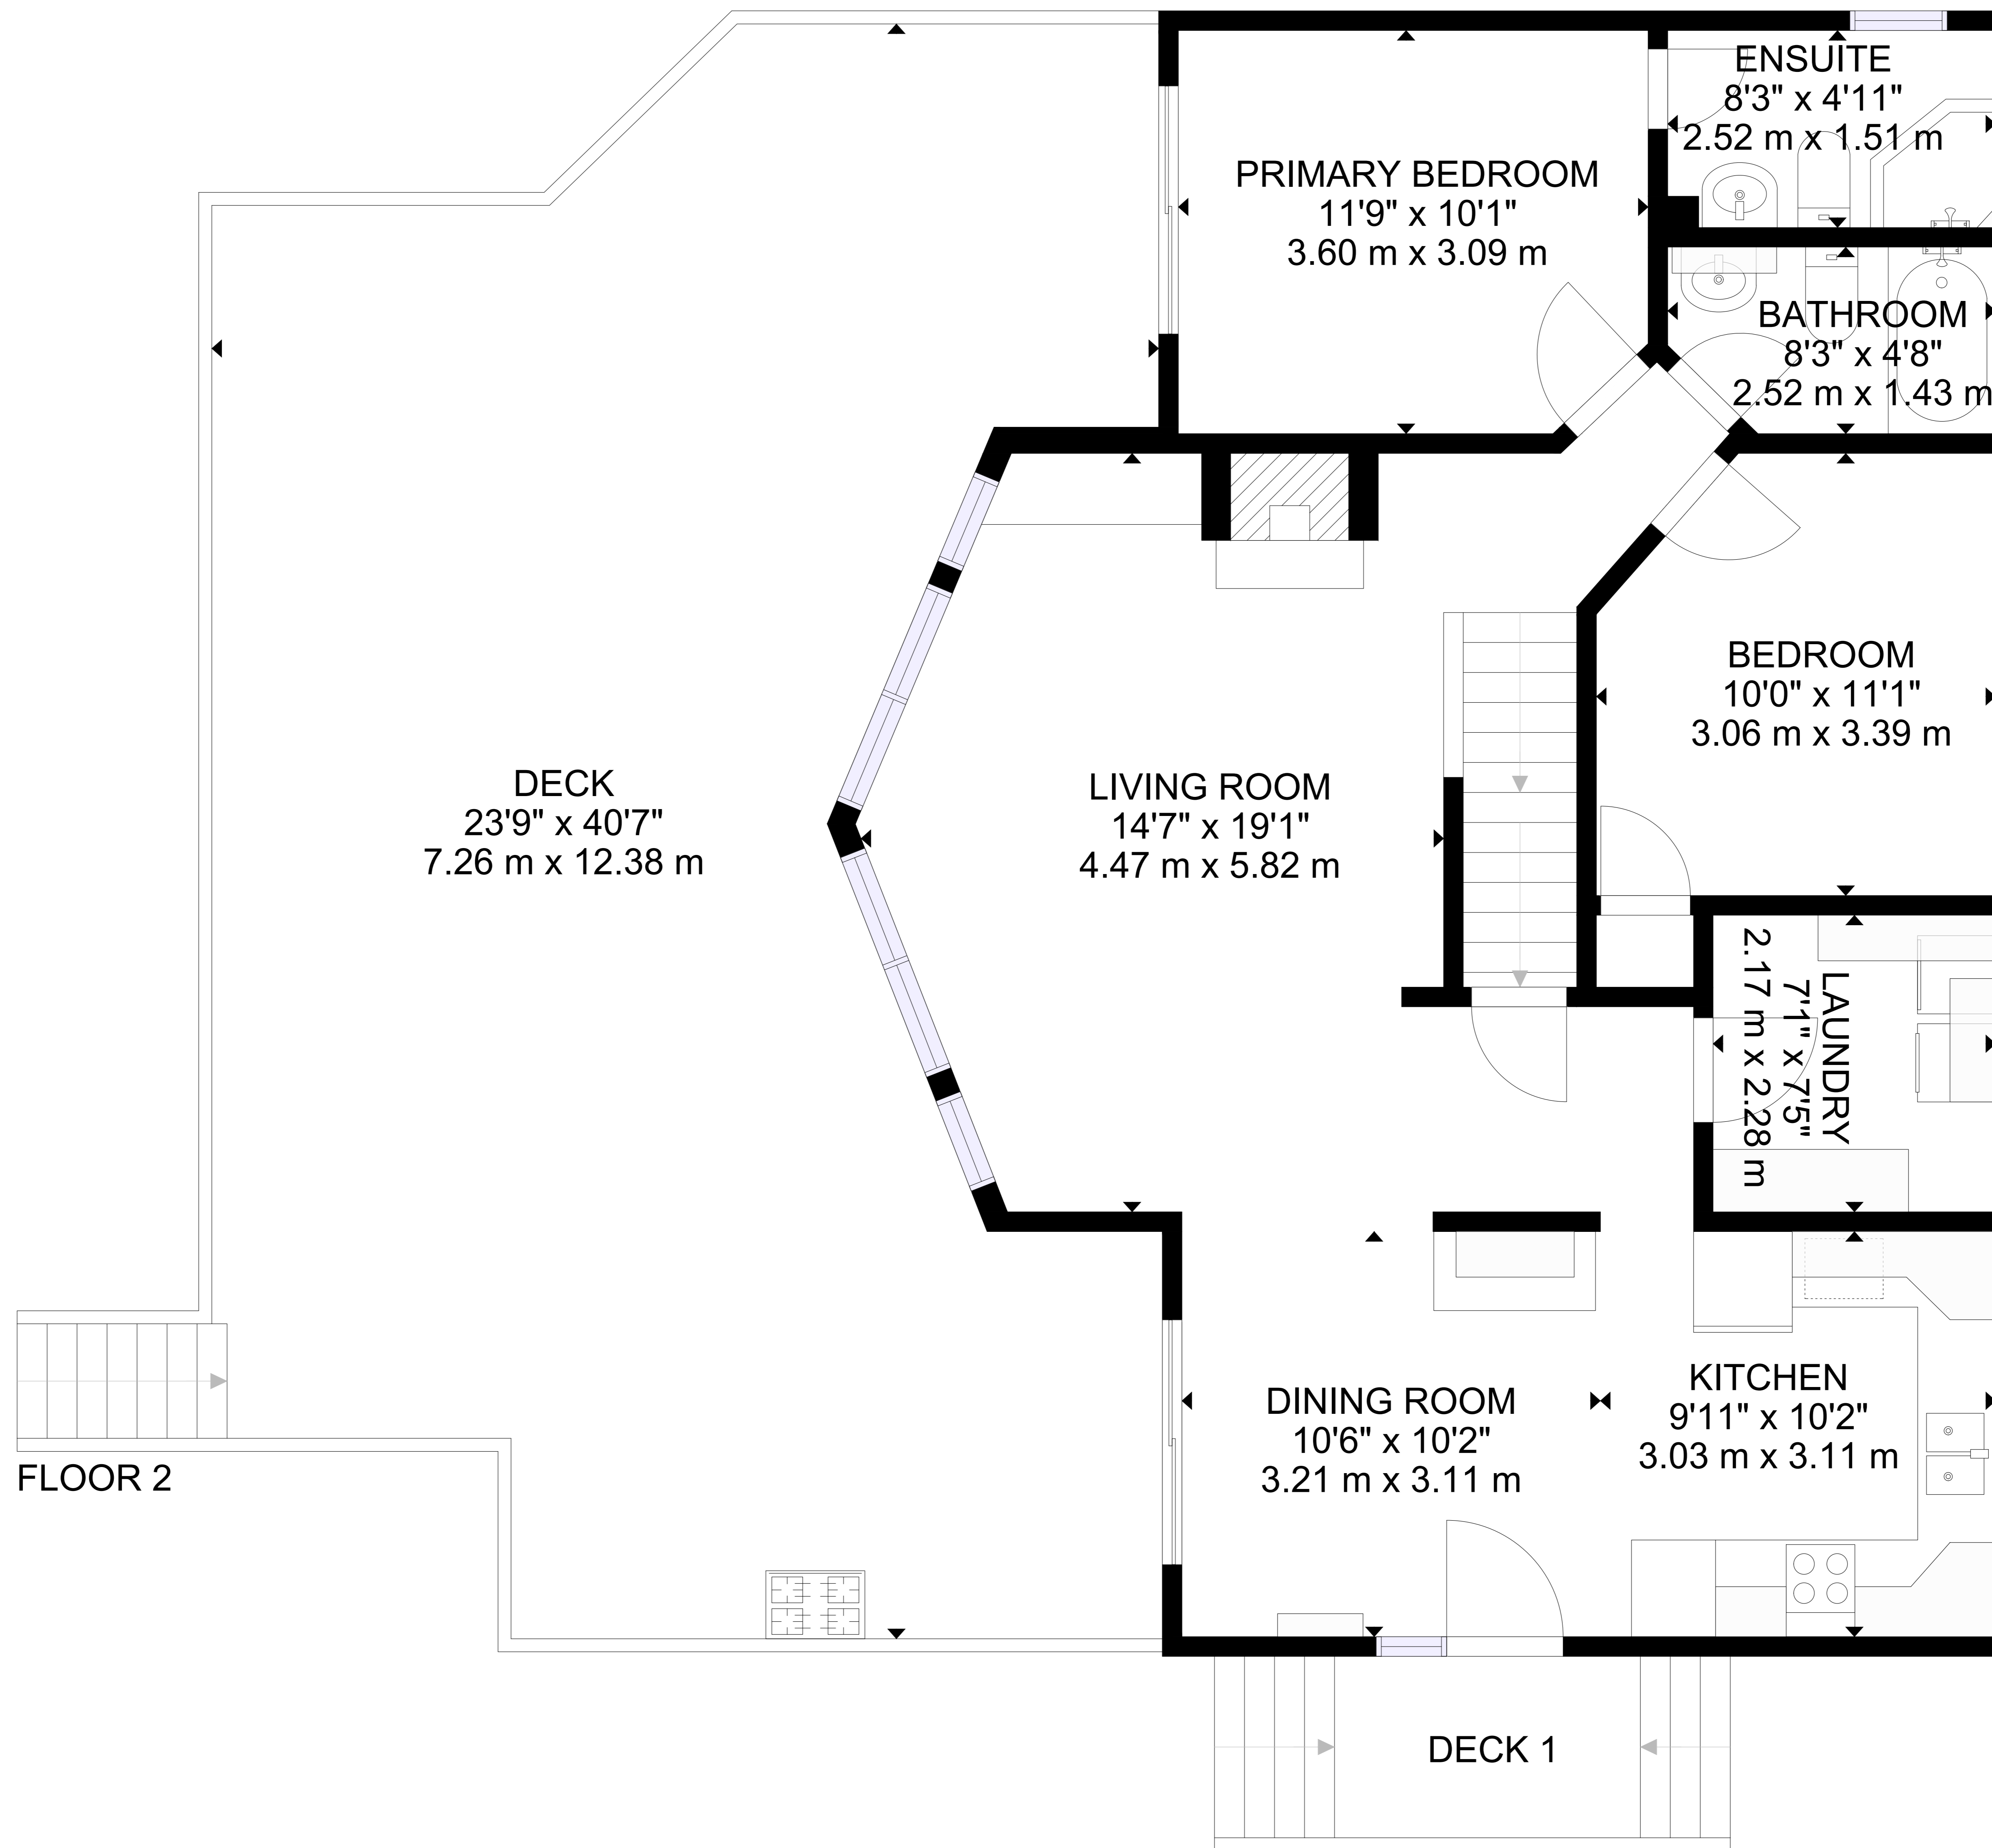 ENSUITE
8'3" x 4'11"
2.52 m x 1.51 m
PRIMARY BEDROOM
11'9" x 10'1"
3.60 m x 3.09 m
BATHROOM
8'3" x 4'8"
2.52 m x 1.43 m
BEDROOM
10'0" x 11'1"
3.06 m x 3.39 m
DECK
23'9" x 40'7"
7.26 m x 12.38 m
LIVING ROOM
14'7" x 19'1"
4.47 m x 5.82 m
LAUNDRY
7'1" x 7'5"
2.17 m x 2.28 m
DINING ROOM
10'6" x 10'2"
3.21 m x 3.11 m
KITCHEN
9'11" x 10'2"
3.03 m x 3.11 m
FLOOR 2
DECK 1